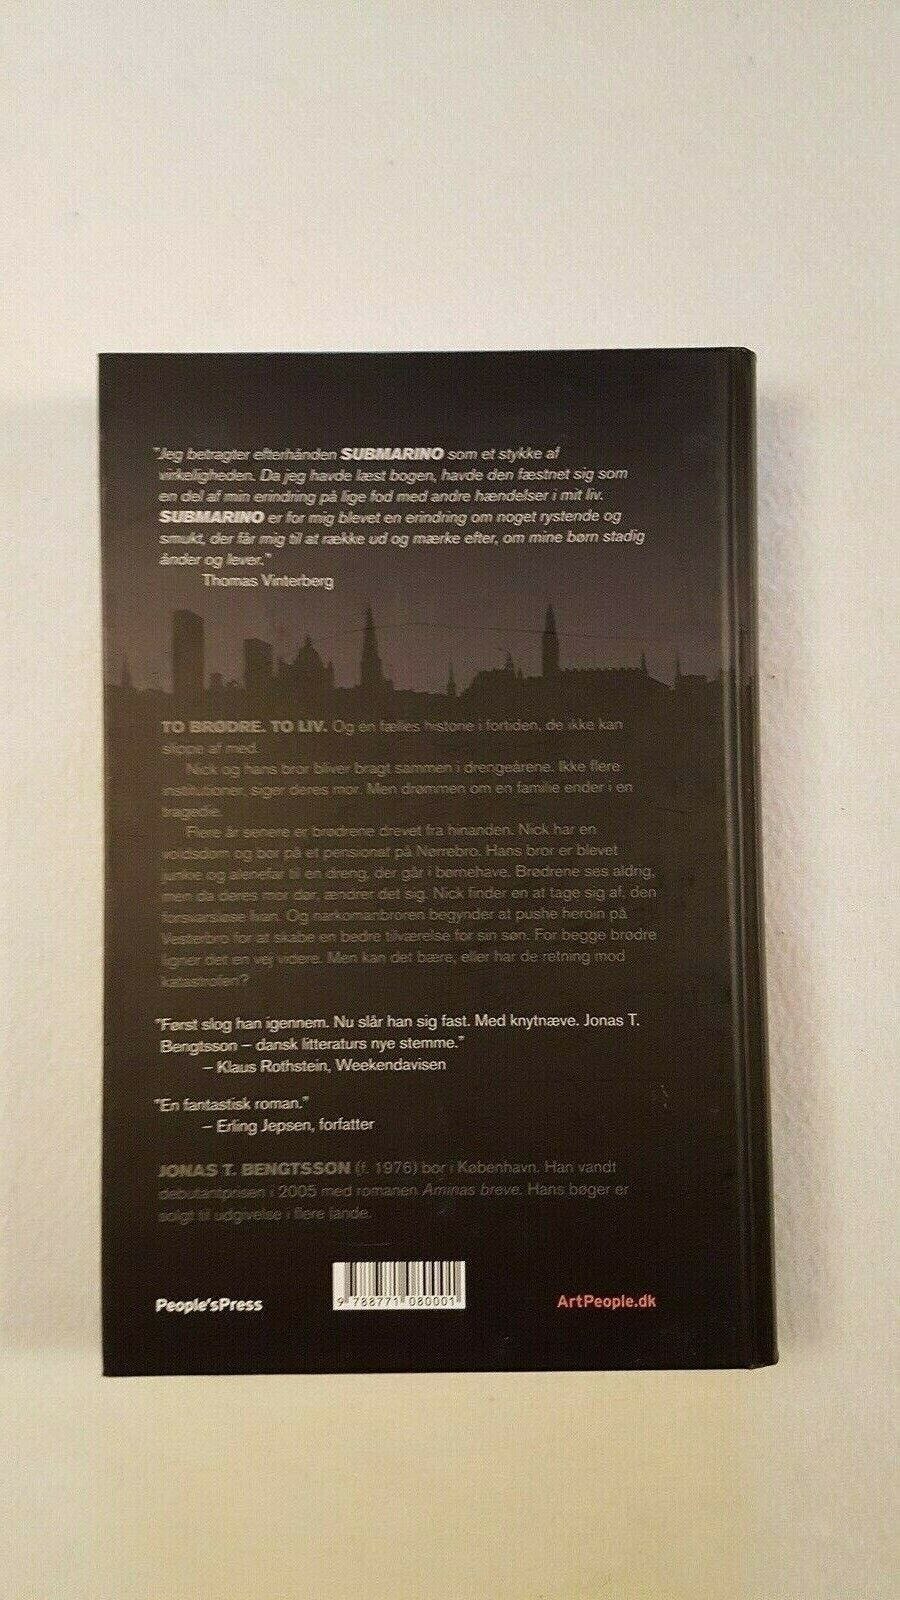 "Jeg betragter efterhånden SUBMARINO som et stykke af
virkeligheden. Da jeg havde læst bogen, havde den fæstnet sig som
en del af min erindring på lige fod med andre hændelser i mit liv.
SUBMARINO er for mig blevet en erindring om noget rystende og
smukt, der får mig til at række ud og mærke efter, om mine børn stadig
ånder og lever."
Thomas Vinterberg
TO BRØDRE. TO LIV. Og en fælles historie i fortiden, de ikke kan
slippe af med.
Nick og hans bror bliver bragt sammen i drengeårene. Ikke flere
institutioner, siger deres mor. Men drømmen om en familie ender i en
tragedie.
Flere år senere er brødrene drevet fra hinanden. Nick har en
voldsdom og bor på et pensionat på Nørrebro. Hans bror er blevet
junkie og alenefar til en dreng, der går i børnehave. Brødrene ses aldrig,
men da deres mor dør, ændrer det sig. Nick finder en at tage sig af, den
forsvarsløse Ivan. Og narkomanbroren begynder at pushe heroin på
Vesterbro for at skabe en bedre tilværelse for sin søn. For begge brødre
ligner det en vej videre. Men kan det bære, eller har de retning mod
katastrofen?
"Først slog han igennem. Nu slår han sig fast. Med knytnæve. Jonas T.
Bengtsson – dansk litteraturs nye stemme."
– Klaus Rothstein, Weekendavisen
"En fantastisk roman."
– Erling Jepsen, forfatter
JONAS T. BENGTSSON (f. 1976) bor i København. Han vandt
debutantprisen i 2005 med romanen Aminas breve. Hans bøger er
solgt til udgivelse i flere lande.
9 788771 080001
People'sPress
ArtPeople.dk